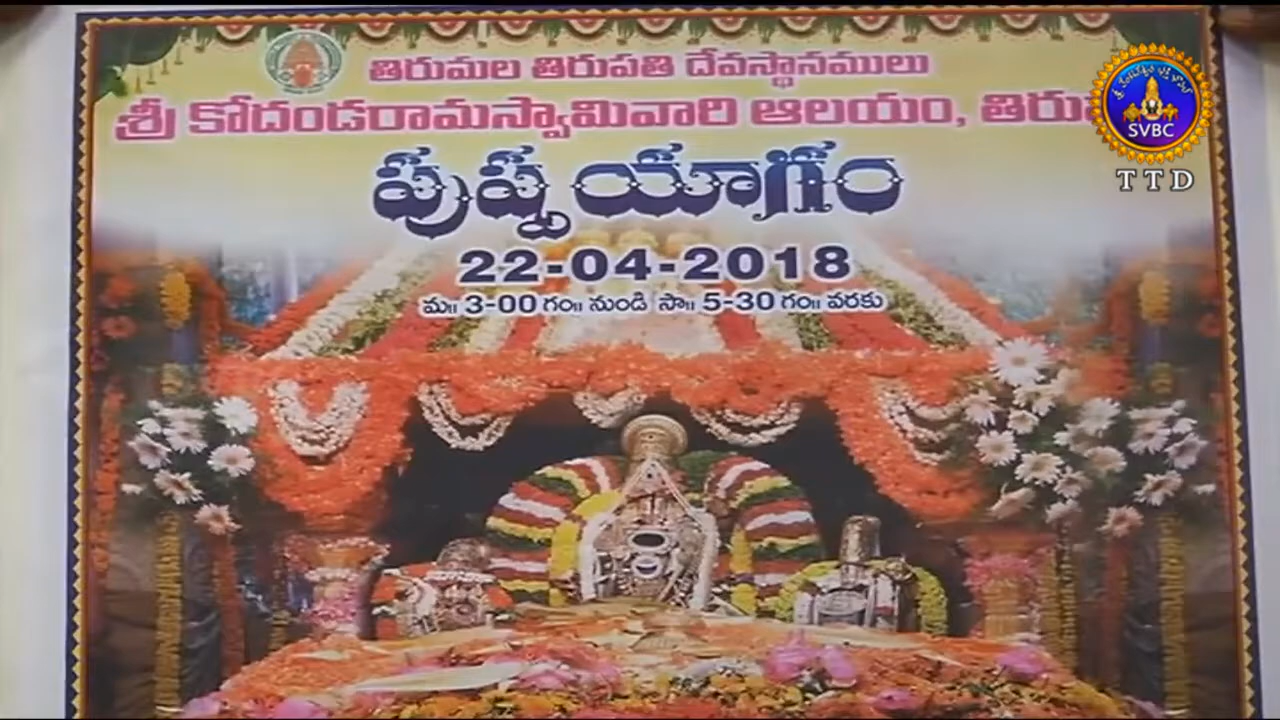 తిరుమల తిరుపతి దేవస్థానములు
శ్రీ కోదండరామస్వామివారి ఆలయం,
పుష్పయాగం
22-04-2018
మ॥ 3-00 గం॥ నుండి సా॥ 5-30 గం॥ వరకు
SVBC
TTD